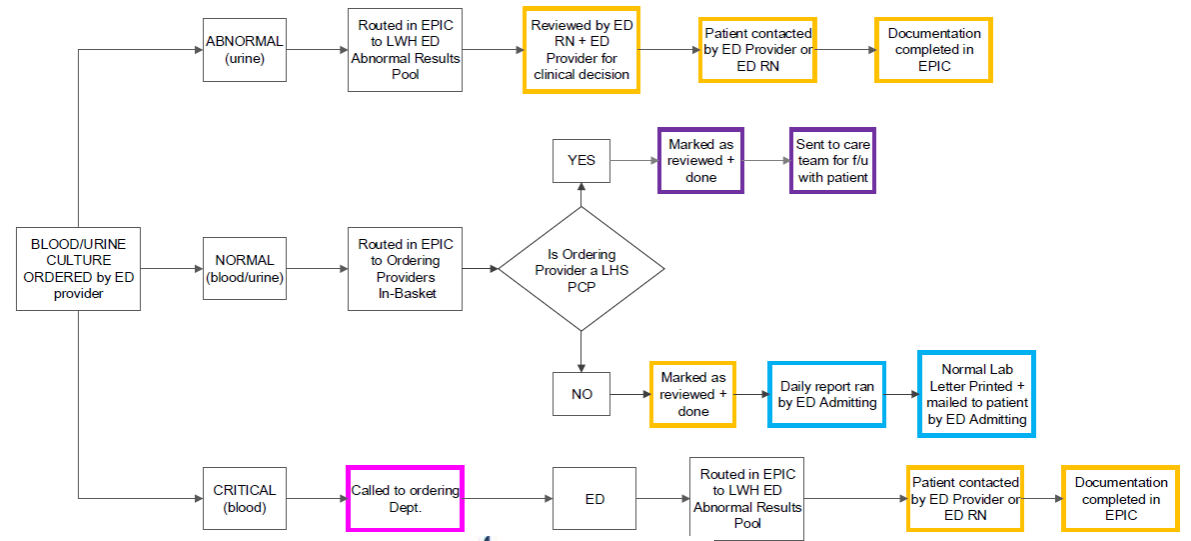 ABNORMAL
(urine)
Routed in EPIC
to LWH ED
Abnormal Results
Pool
Reviewed by ED
RN + ED
Provider for
clinical decision
Patient contacted
by ED Provider or
ED RN
Documentation
completed in
EPIC
YES
Marked as
reviewed +
done
Sent to care
team for f/u
with patient
BLOOD/URINE
CULTURE
ORDERED by ED
provider
NORMAL
(blood/urine)
Routed in EPIC
to Ordering
Providers
In-Basket
Is Ordering
Provider a LHS
PCP
NO
Marked as
reviewed +
done
Daily report ran
by ED Admitting
Normal Lab
Letter Printed +
mailed to patient
by ED Admitting
CRITICAL
(blood)
Called to ordering
Dept.
ED
Routed in EPIC
to LWH ED
Abnormal Results
Pool
Patient contacted
by ED Provider or
ED RN
Documentation
completed in
EPIC